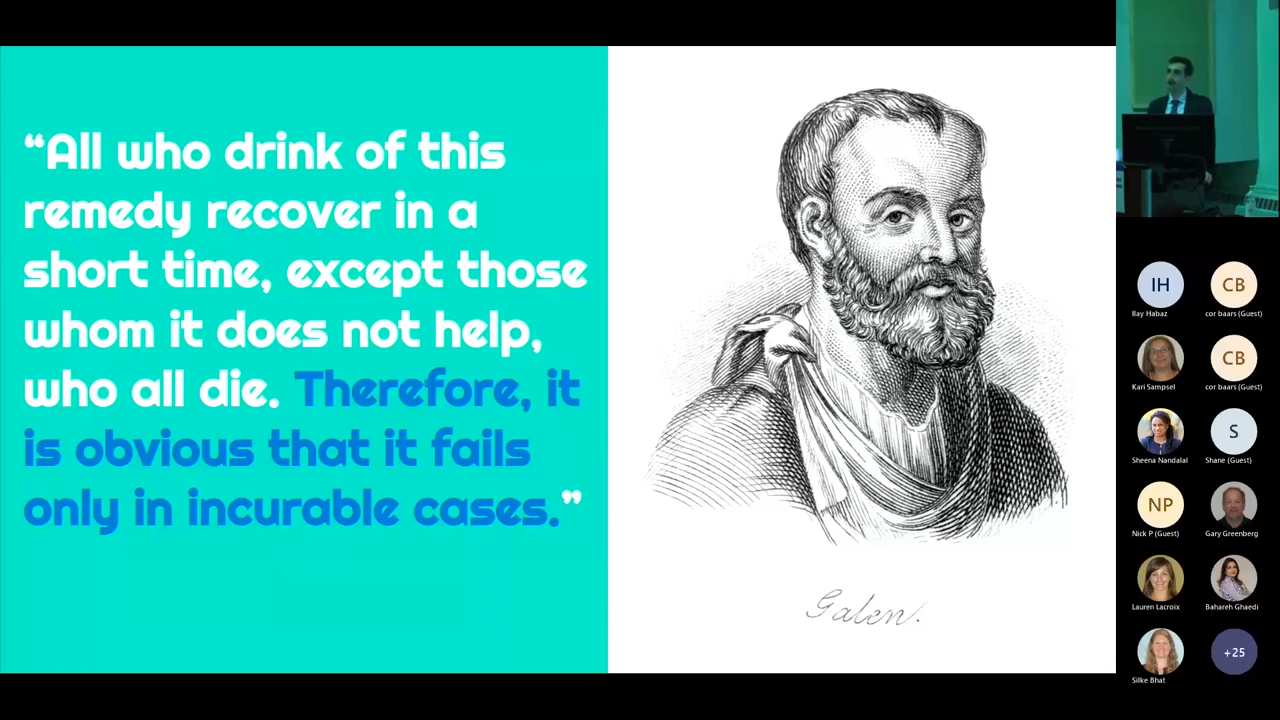 “All who drink of this
remedy recover in a
short time, except those
whom it does not help,
who all die. Therefore, it
is obvious that it fails
only in incurable cases.”
Galen.
IH
CB
Ilay Habaz
cor baars (Guest)
CB
Kari Sampsel
cor baars (Guest)
S
Sheena Nandalal
Shane (Guest)
NP
Nick P (Guest)
Gary Greenberg
Lauren Lacroix
Bahareh Ghaedi
+25
Silke Bhat